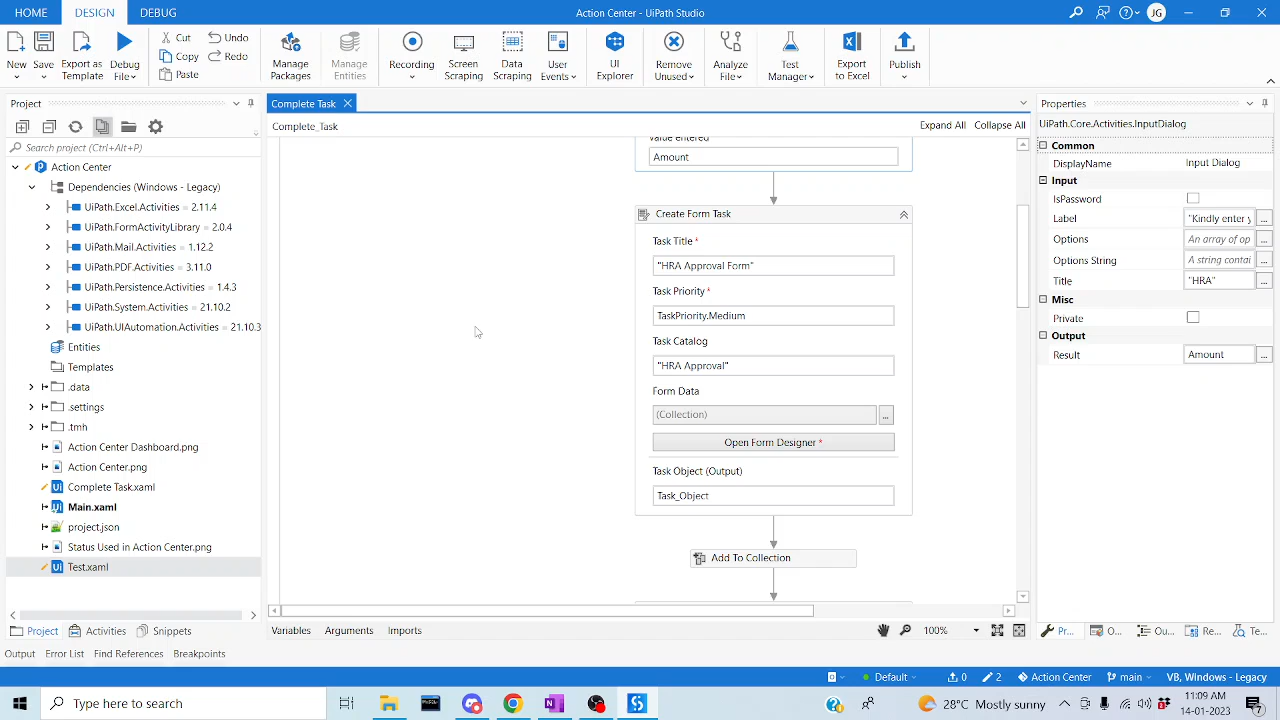 HOME DESIGN DEBUG Action Center - UiPath Studio JG
New Save Export as Template Debug File
Cut Copy Paste Undo Redo
Manage Packages Manage Entities Recording Screen Scraping Data Scraping User Events UI Explorer Remove Unused Analyze File Test Manager Export to Excel Publish
Project
Search project (Ctrl+Alt+P)
Action Center
Dependencies (Windows - Legacy)
UiPath.Excel.Activities = 2.11.4
UiPath.FormActivityLibrary = 2.0.4
UiPath.Mail.Activities = 1.12.2
UiPath.PDF.Activities = 3.11.0
UiPath.Persistence.Activities = 1.4.3
UiPath.System.Activities = 21.10.2
UiPath.UIAutomation.Activities = 21.10.3
Entities
Templates
.data
.settings
.tmh
Action Center Dashboard.png
Action Center.png
Complete Task.xaml
Main.xaml
project.json
Status Used in Action Center.png
Test.xaml
Project Activities Snippets
Complete Task
Complete_Task Expand All Collapse All
Value entered
Amount
Create Form Task
Task Title *
"HRA Approval Form"
Task Priority *
TaskPriority.Medium
Task Catalog
"HRA Approval"
Form Data
(Collection) ...
Open Form Designer *
Task Object (Output)
Task_Object
Add To Collection
Variables Arguments Imports 100%
Properties
UiPath.Core.Activities.InputDialog
Common
DisplayName Input Dialog
Input
IsPassword
Label "Kindly enter y ...
Options An array of op ...
Options String A string contai ...
Title "HRA" ...
Misc
Private
Output
Result Amount ...
Pr... O... Ou... Re... Te...
Output Error List Find References Breakpoints
Default 0 2 Action Center main VB, Windows - Legacy
Type here to search 28°C Mostly sunny 11:09 AM
14-01-2023